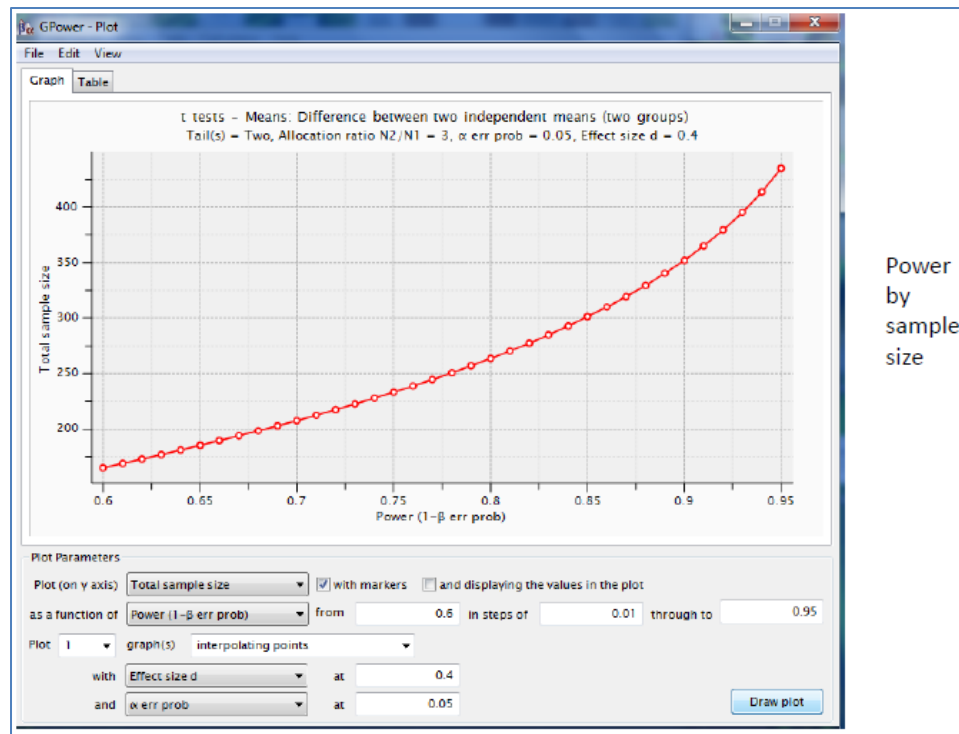 GPower - Plot
File Edit View
Graph Table
t tests - Means: Difference between two independent means (two groups)
Tail(s) = Two, Allocation ratio N2/N1 = 3, α err prob = 0.05, Effect size d = 0.4
Total sample size
400
350
300
250
200
0.6 0.65 0.7 0.75 0.8 0.85 0.9 0.95
Power (1-β err prob)
Power
by
sample
size
Plot Parameters
Plot (on y axis) Total sample size with markers and displaying the values in the plot
as a function of Power (1-β err prob) from 0.6 in steps of 0.01 through to 0.95
Plot 1 graph(s) interpolating points
with Effect size d at 0.4
and α err prob at 0.05
Draw plot